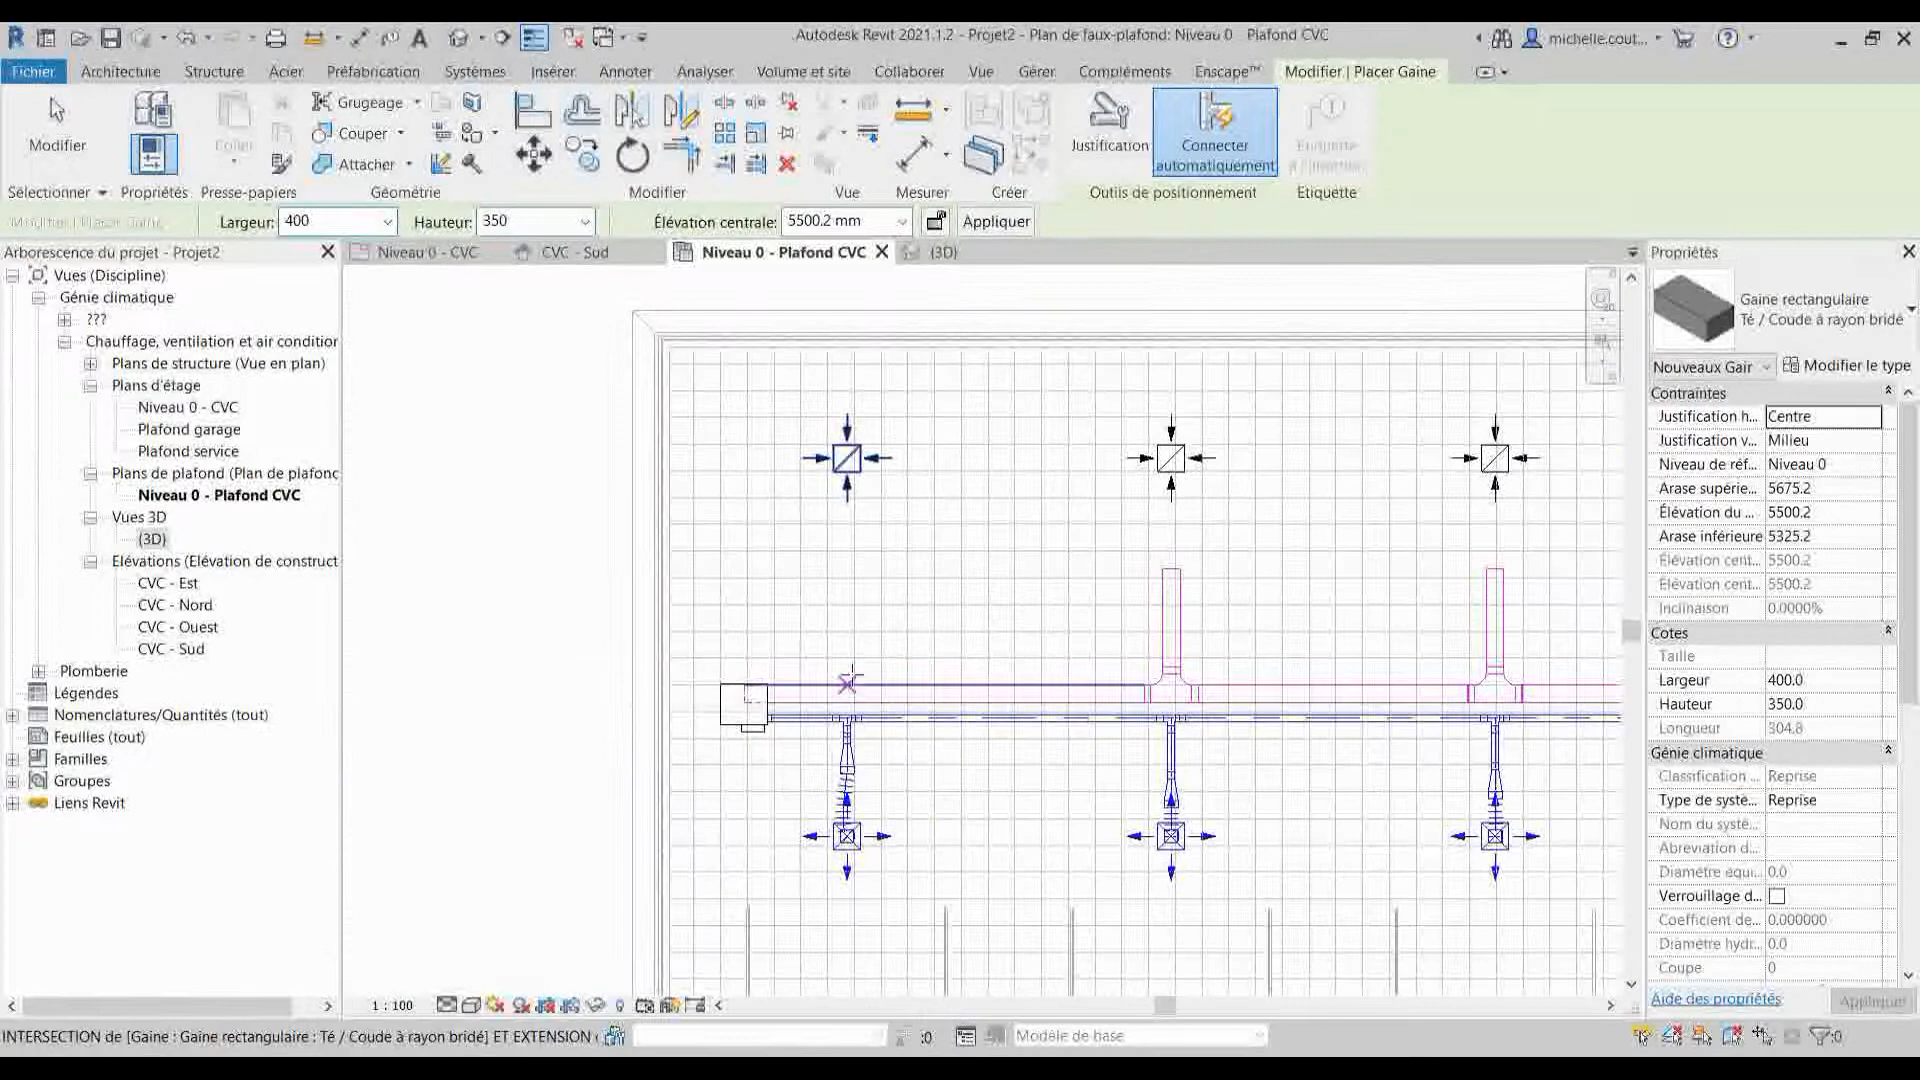 Autodesk Revit 2021.1.2 - Projet2 - Plan de faux-plafond: Niveau 0 Plafond CVC
michelle.cout...
Fichier Architecture Structure Acier Préfabrication Systèmes Insérer Annoter Analyser Volume et site Collaborer Vue Gérer Compléments Enscape™ Modifier | Placer Gaine
Modifier
Coller
Grugeage
Couper
Attacher
Justification
Connecter
automatiquement
Etiquette
Sélectionner Propriétés Presse-papiers Géométrie Modifier Vue Mesurer Créer Outils de positionnement Etiquette
Modifier | Placer Gaine Largeur: 400 Hauteur: 350 Élévation centrale: 5500.2 mm Appliquer
Arborescence du projet - Projet2
Niveau 0 - CVC CVC - Sud Niveau 0 - Plafond CVC (3D)
Vues (Discipline)
Génie climatique
???
Chauffage, ventilation et air condition
Plans de structure (Vue en plan)
Plans d'étage
Niveau 0 - CVC
Plafond garage
Plafond service
Plans de plafond (Plan de plafond
Niveau 0 - Plafond CVC
Vues 3D
(3D)
Elévations (Elévation de construct
CVC - Est
CVC - Nord
CVC - Ouest
CVC - Sud
Plomberie
Légendes
Nomenclatures/Quantités (tout)
Feuilles (tout)
Familles
Groupes
Liens Revit
Propriétés
Gaine rectangulaire
Té / Coude à rayon bridé
Nouveaux Gair Modifier le type
Contraintes
Justification h... Centre
Justification v... Milieu
Niveau de réf... Niveau 0
Arase supérie... 5675.2
Élévation du ... 5500.2
Arase inférieure 5325.2
Élévation cent... 5500.2
Élévation cent... 5500.2
Inclinaison 0.0000%
Cotes
Taille
Largeur 400.0
Hauteur 350.0
Longueur 304.8
Génie climatique
Classification ... Reprise
Type de systè... Reprise
Nom du systè...
Abreviation d...
Diamètre equi... 0.0
Verrouillage d...
Coefficient de... 0.000000
Diamètre hydr... 0.0
Coupe 0
Aide des propriétés Appliquer
1 : 100
INTERSECTION de [Gaine : Gaine rectangulaire : Té / Coude à rayon bridé] ET EXTENSION :0 Modèle de base :0